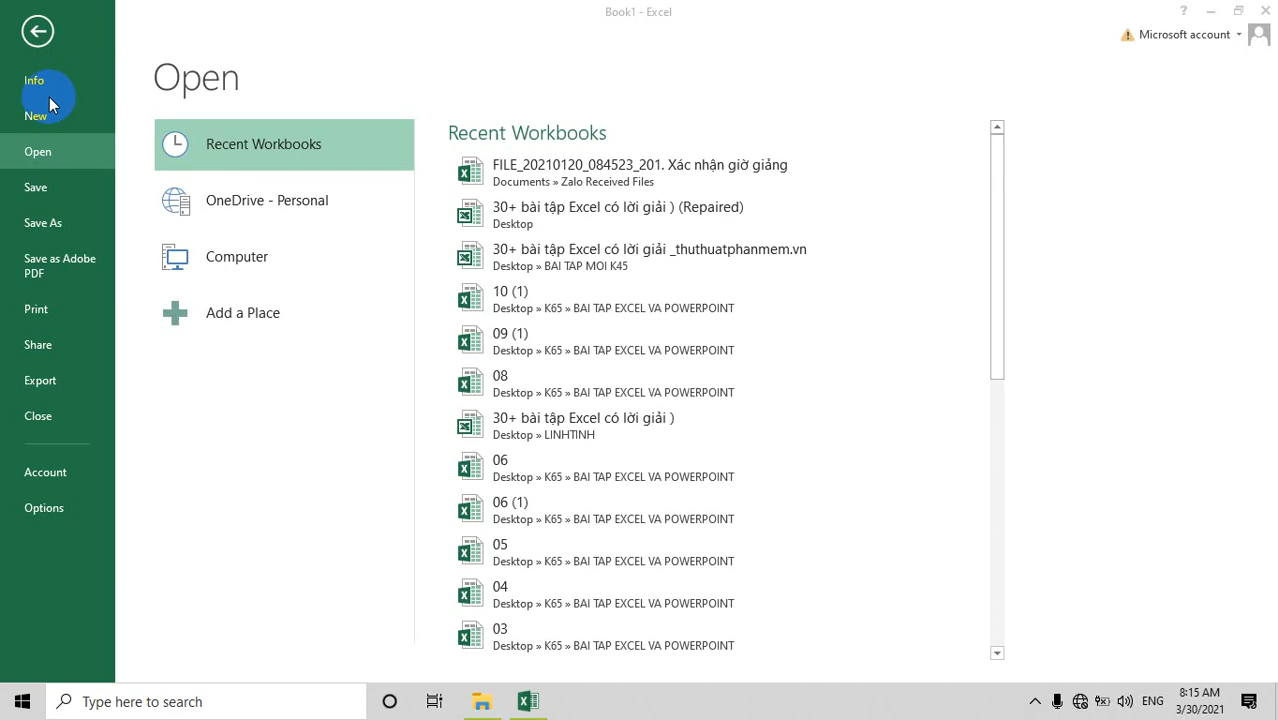 Book1 - Excel
?
Microsoft account
Info
New
Open
Save
Save As
Save as Adobe
PDF
Print
Share
Export
Close
Account
Options
Open
Recent Workbooks
OneDrive - Personal
Computer
Add a Place
Recent Workbooks
FILE_20210120_084523_201. Xác nhận giờ giảng
Documents » Zalo Received Files
30+ bài tập Excel có lời giải ) (Repaired)
Desktop
30+ bài tập Excel có lời giải _thuthuatphanmem.vn
Desktop » BAI TAP MOI K45
10 (1)
Desktop » K65 » BAI TAP EXCEL VA POWERPOINT
09 (1)
Desktop » K65 » BAI TAP EXCEL VA POWERPOINT
08
Desktop » K65 » BAI TAP EXCEL VA POWERPOINT
30+ bài tập Excel có lời giải )
Desktop » LINHTINH
06
Desktop » K65 » BAI TAP EXCEL VA POWERPOINT
06 (1)
Desktop » K65 » BAI TAP EXCEL VA POWERPOINT
05
Desktop » K65 » BAI TAP EXCEL VA POWERPOINT
04
Desktop » K65 » BAI TAP EXCEL VA POWERPOINT
03
Desktop » K65 » BAI TAP EXCEL VA POWERPOINT
Type here to search
ENG
8:15 AM
3/30/2021